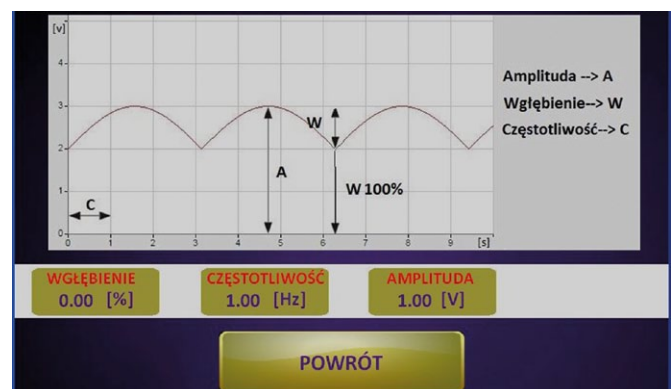 [v]
4
3
2
1
0
0 1 2 3 4 5 6 7 8 9 [s]
W
A
W 100%
C
Amplituda --> A
Wgłębienie--> W
Częstotliwość--> C
WGŁĘBIENIE
0.00 [%]
CZĘSTOTLIWOŚĆ
1.00 [Hz]
AMPLITUDA
1.00 [V]
POWRÓT